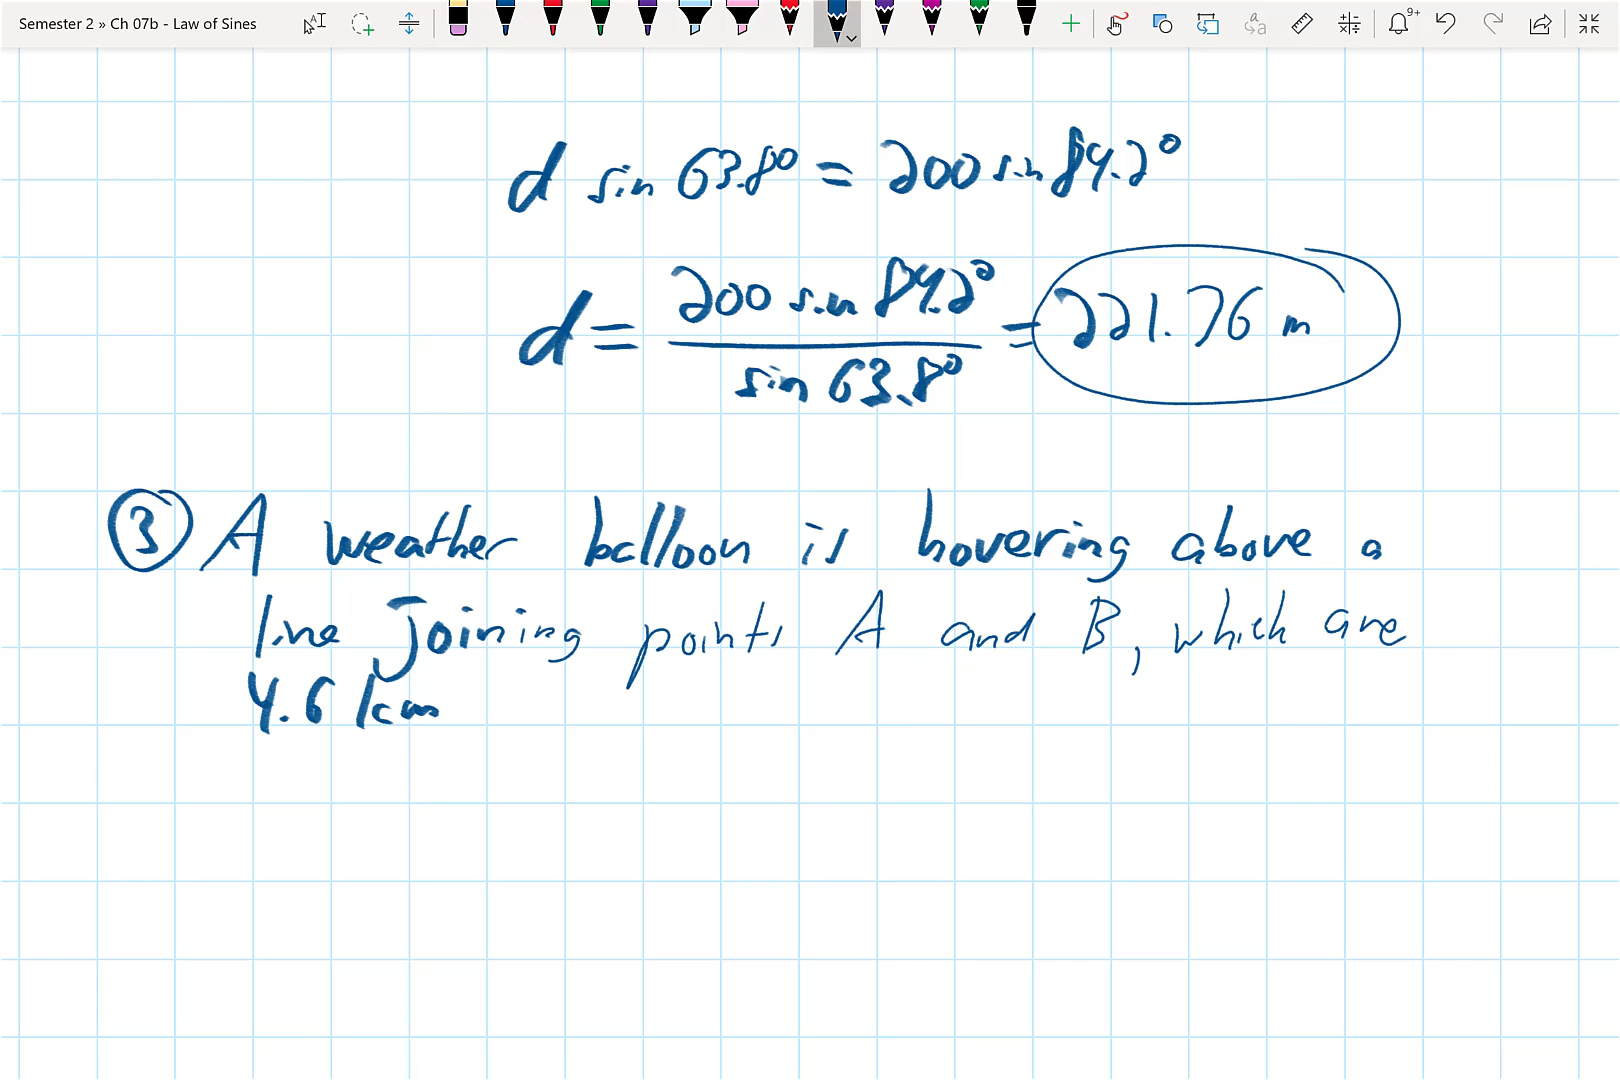 Semester 2 » Ch 07b - Law of Sines
9+
d sin 63.8° = 200 sin 84.2°
d = 200 sin 84.2° / sin 63.8° = 221.76 m
③ A weather balloon is hovering above a
line joining points A and B, which are
4.6 km